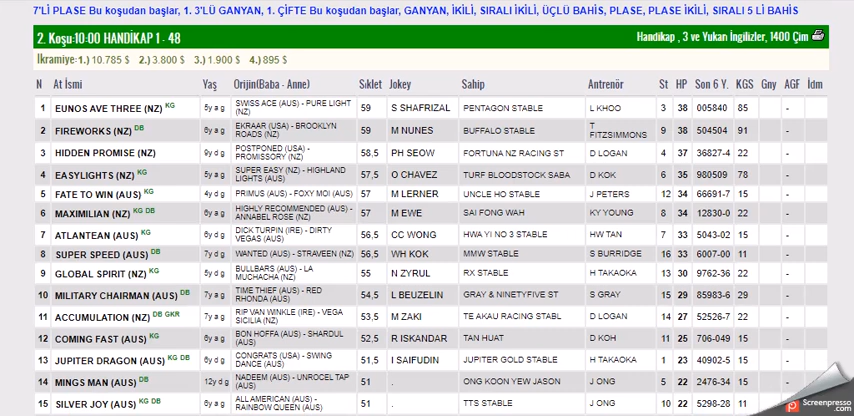 7'Lİ PLASE Bu koşudan başlar, 1. 3'LÜ GANYAN, 1. ÇİFTE Bu koşudan başlar, GANYAN, İKİLİ, SIRALI İKİLİ, ÜÇLÜ BAHİS, PLASE, PLASE İKİLİ, SIRALI 5 Lİ BAHİS
2. Koşu:10:00 HANDİKAP 1 - 48 Handikap , 3 ve Yukarı İngilizler, 1400 Çim
İkramiye:1.) 10.785 $ 2.) 3.800 $ 3.) 1.900 $ 4.) 895 $
N At İsmi Yaş Orijin(Baba - Anne) Sıklet Jokey Sahip Antrenör St HP Son 6 Y. KGS Gny AGF İdm
1 EUNOS AVE THREE (NZ) KG 5y a g SWISS ACE (AUS) - PURE LIGHT (NZ) 59 S SHAFRIZAL PENTAGON STABLE L KHOO 3 38 005840 85 -
2 FIREWORKS (NZ) DB 6y a g EKRAAR (USA) - BROOKLYN ROADS (NZ) 59 M NUNES BUFFALO STABLE T FITZSIMMONS 9 38 504504 91 -
3 HIDDEN PROMISE (NZ) 9y d g POSTPONED (USA) - PROMISSORY (NZ) 58,5 PH SEOW FORTUNA NZ RACING ST D LOGAN 4 37 36827-4 22 -
4 EASYLIGHTS (NZ) KG 5y a g SUPER EASY (NZ) - HIGHLAND LIGHTS (AUS) 57,5 O CHAVEZ TURF BLOODSTOCK SABA D KOK 6 35 980509 78 -
5 FATE TO WIN (AUS) KG 4y d g PRIMUS (AUS) - FOXY MOI (AUS) 57 M LERNER UNCLE HO STABLE J PETERS 12 34 66691-7 15 -
6 MAXIMILIAN (NZ) KG DB 6y a g HIGHLY RECOMMENDED (AUS) - ANNABEL ROSE (NZ) 57 M EWE SAI FONG WAH KY YOUNG 8 34 12830-0 22 -
7 ATLANTEAN (AUS) KG 6y d g DICK TURPIN (IRE) - DIRTY VEGAS (AUS) 56,5 CC WONG HWA YI NO 3 STABLE HW TAN 7 33 5043-02 15 -
8 SUPER SPEED (AUS) DB 7y d g WANTED (AUS) - STRAVEEN (NZ) 56,5 WH KOK MMW STABLE S BURRIDGE 16 33 6007-00 11 -
9 GLOBAL SPIRIT (NZ) KG 5y d g BULLBARS (AUS) - LA MUCHACHA (NZ) 55 N ZYRUL RX STABLE H TAKAOKA 13 30 9762-36 22 -
10 MILITARY CHAIRMAN (AUS) DB 7y a g TIME THIEF (AUS) - RED RHONDA (AUS) 54,5 L BEUZELIN GRAY & NINETYFIVE ST S GRAY 15 29 85983-6 29 -
11 ACCUMULATION (NZ) DB GKR 7y a g RIP VAN WINKLE (IRE) - VEGA SICILIA (NZ) 53,5 M ZAKI TE AKAU RACING STABL D LOGAN 14 27 52526-7 22 -
12 COMING FAST (AUS) KG 6y a g BON HOFFA (AUS) - SHARDUL (AUS) 52,5 R ISKANDAR TAN HUAT D KOH 11 25 706-049 15 -
13 JUPITER DRAGON (AUS) KG DB 6y d g CONGRATS (USA) - SWING DANCE (AUS) 51,5 I SAIFUDIN JUPITER GOLD STABLE H TAKAOKA 1 23 40902-5 15 -
14 MINGS MAN (AUS) DB 12y d g NADEEM (AUS) - UNROCEL TAP (AUS) 51 . ONG KOON YEW JASON J ONG 5 22 2476-34 15 -
15 SILVER JOY (AUS) KG DB 6y a g ALL AMERICAN (AUS) - RAINBOW QUEEN (AUS) 51 . TTS STABLE J ONG 10 22 5298-28 11 -
Screenpresso
.com